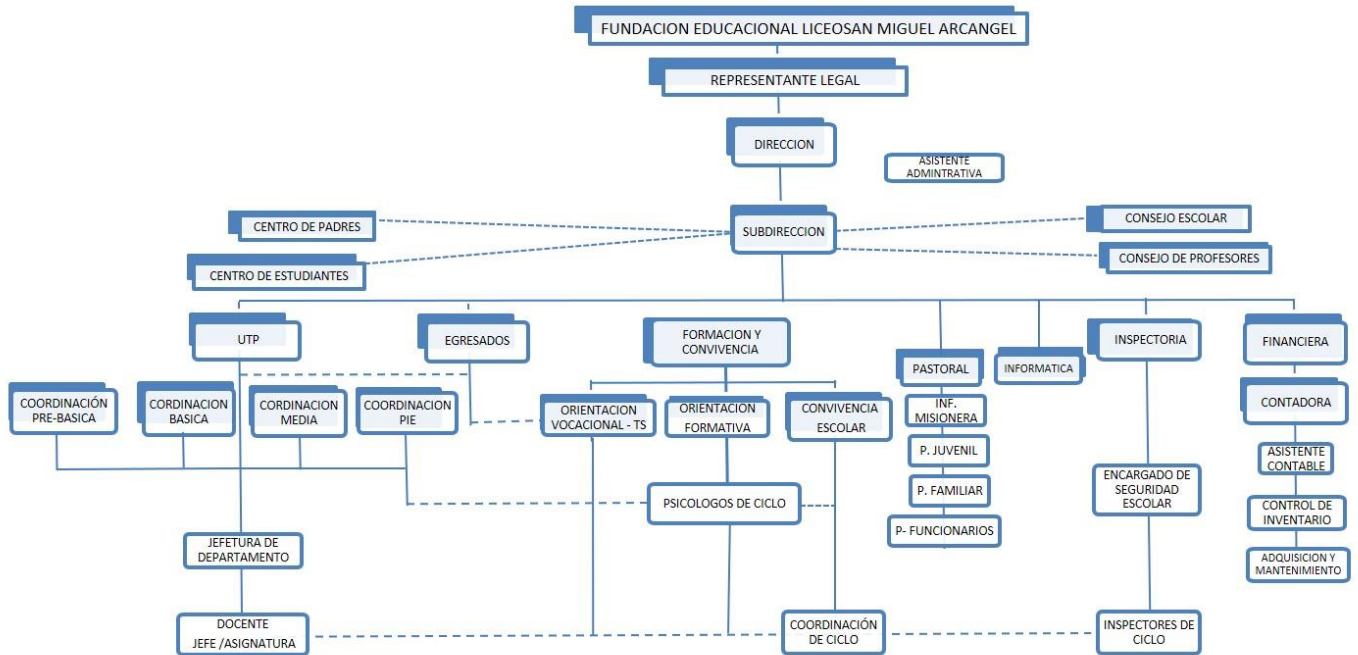 FUNDACION EDUCACIONAL LICEOSAN MIGUEL ARCANGEL
REPRESENTANTE LEGAL
DIRECCION
ASISTENTE
ADMINTRATIVA
CENTRO DE PADRES
SUBDIRECCION
CONSEJO ESCOLAR
CENTRO DE ESTUDIANTES
CONSEJO DE PROFESORES
UTP
EGRESADOS
FORMACION Y
CONVIVENCIA
PASTORAL
INFORMATICA
INSPECTORIA
FINANCIERA
COORDINACIÓN
PRE-BASICA
CORDINACION
BASICA
CORDINACION
MEDIA
COORDINACION
PIE
ORIENTACION
VOCACIONAL - TS
ORIENTACION
FORMATIVA
CONVIVENCIA
ESCOLAR
INF.
MISIONERA
P. JUVENIL
P. FAMILIAR
P- FUNCIONARIOS
CONTADORA
ASISTENTE
CONTABLE
CONTROL DE
INVENTARIO
ADQUISICION Y
MANTENIMIENTO
ENCARGADO DE
SEGURIDAD
ESCOLAR
PSICOLOGOS DE CICLO
JEFETURA DE
DEPARTAMENTO
DOCENTE
JEFE /ASIGNATURA
COORDINACIÓN
DE CICLO
INSPECTORES DE
CICLO